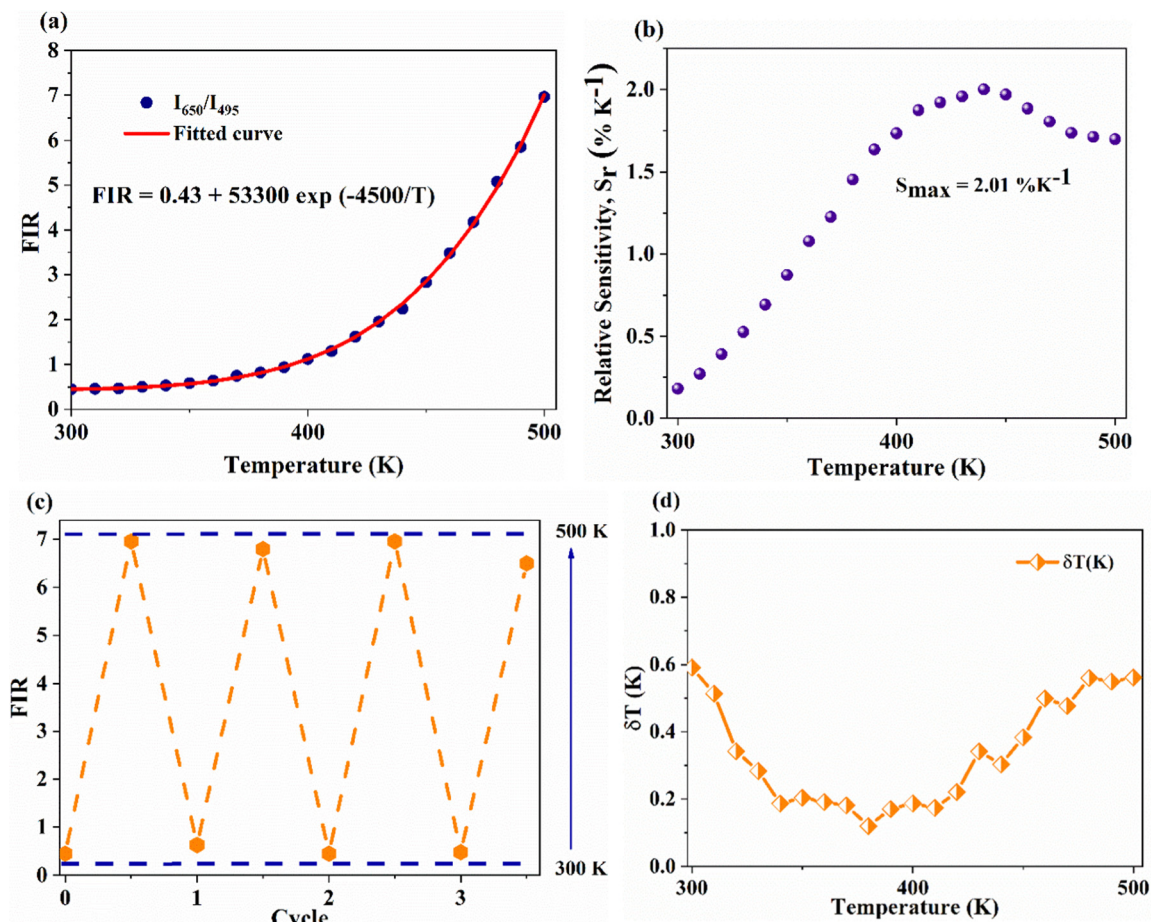 (a)
8
7
6
5
4
3
2
1
0
FIR
I650/I495
Fitted curve
FIR = 0.43 + 53300 exp (-4500/T)
300
400
500
Temperature (K)
(b)
2.0
1.5
1.0
0.5
0.0
Relative Sensitivity, Sr (% K-1)
Smax = 2.01 %K-1
300
400
500
Temperature (K)
(c)
7
6
5
4
3
2
1
0
FIR
500 K
300 K
0
1
2
3
Cycle
(d)
1.0
0.8
0.6
0.4
0.2
0.0
δT (K)
δT(K)
300
400
500
Temperature (K)